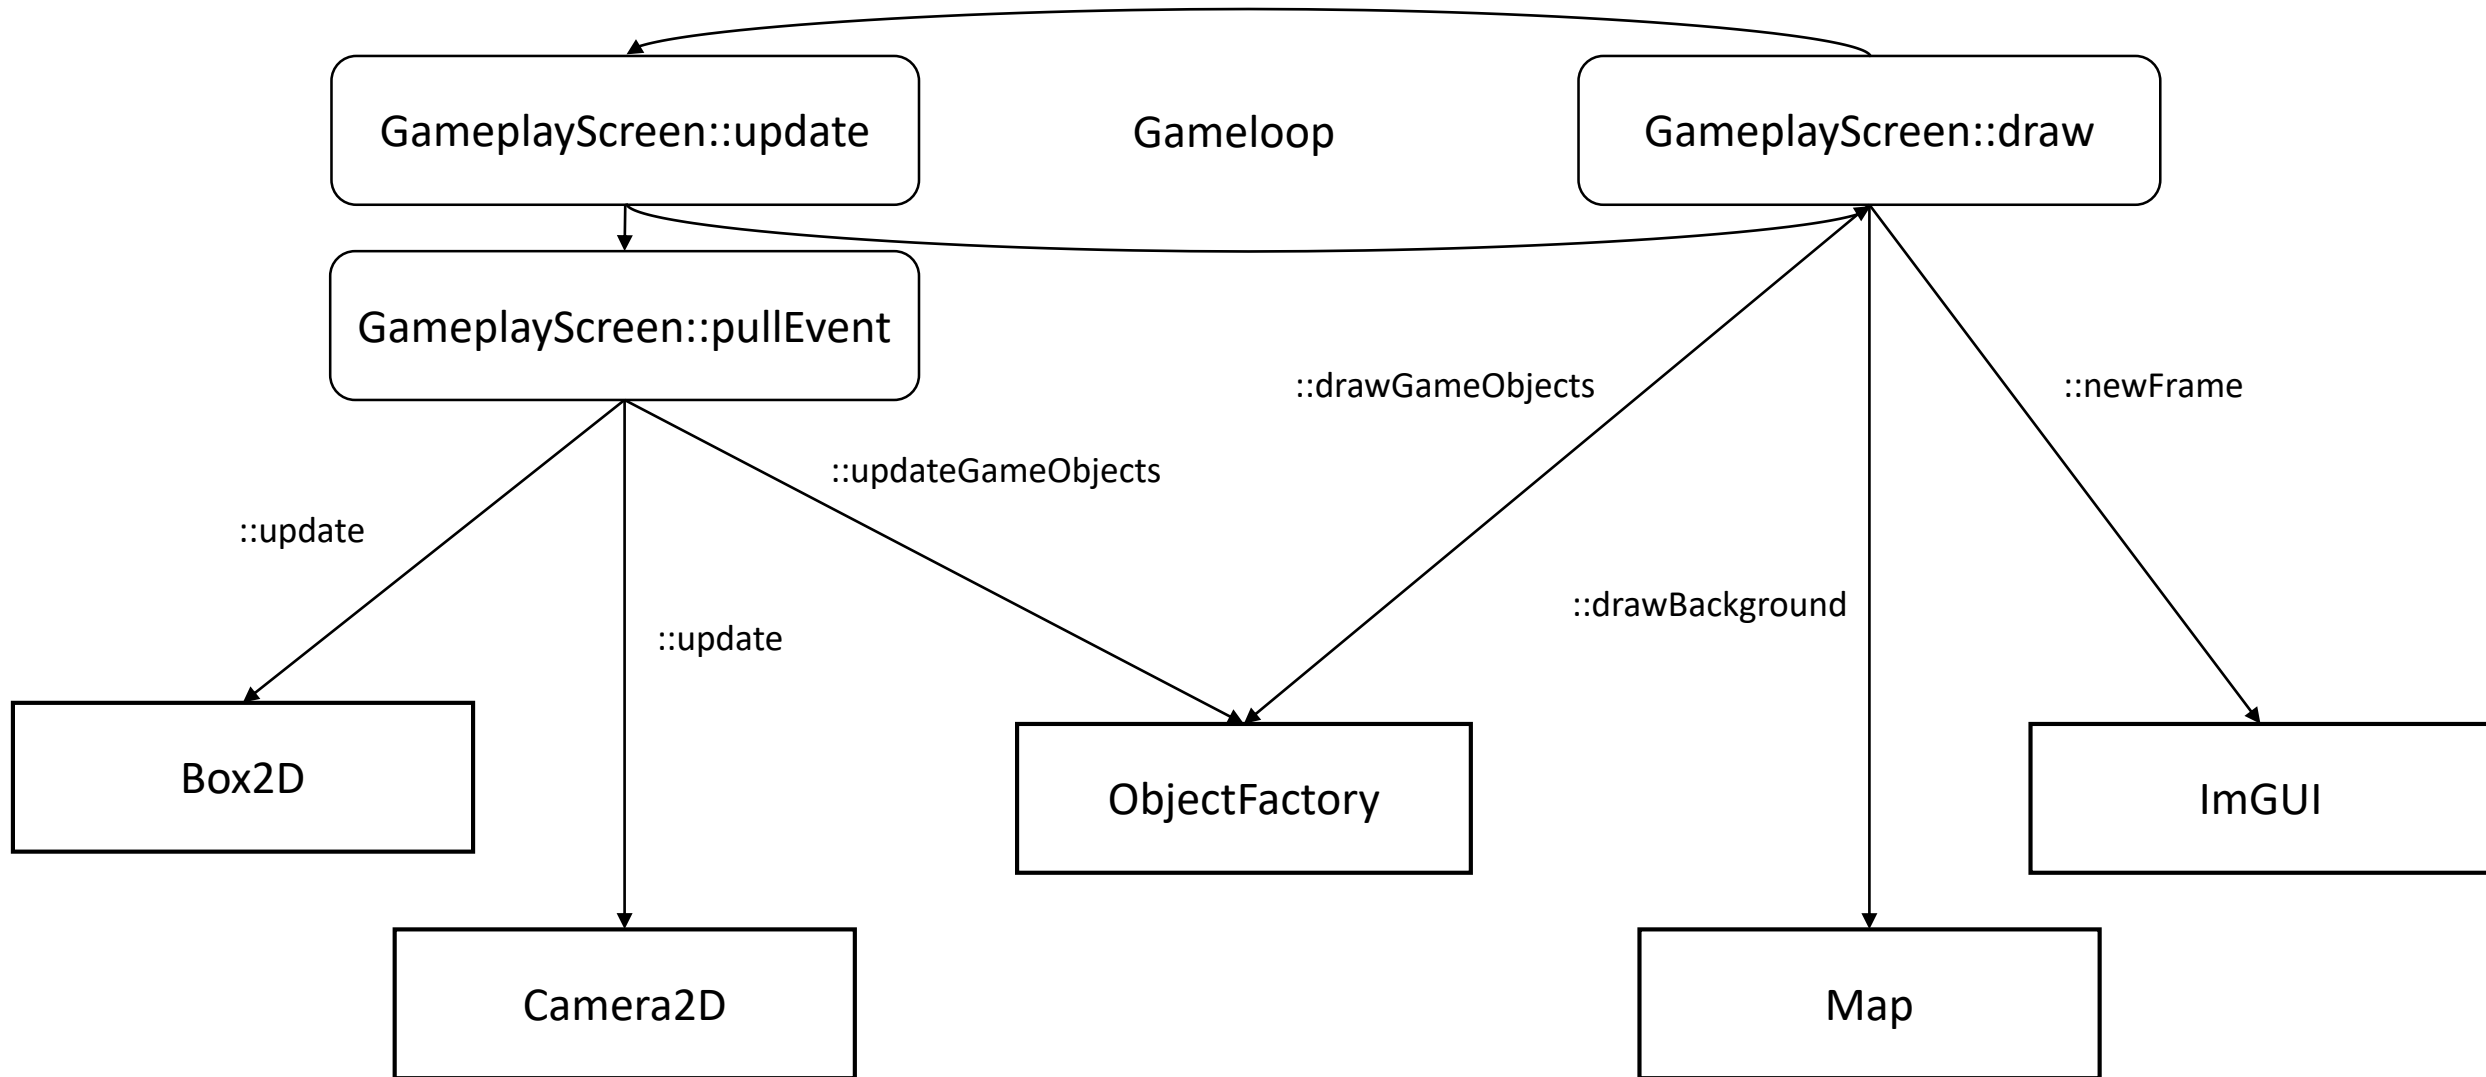 GameplayScreen::update
Gameloop
GameplayScreen::draw
GameplayScreen::pullEvent
::drawGameObjects
::newFrame
::updateGameObjects
::update
::drawBackground
::update
Box2D
ObjectFactory
ImGUI
Camera2D
Map